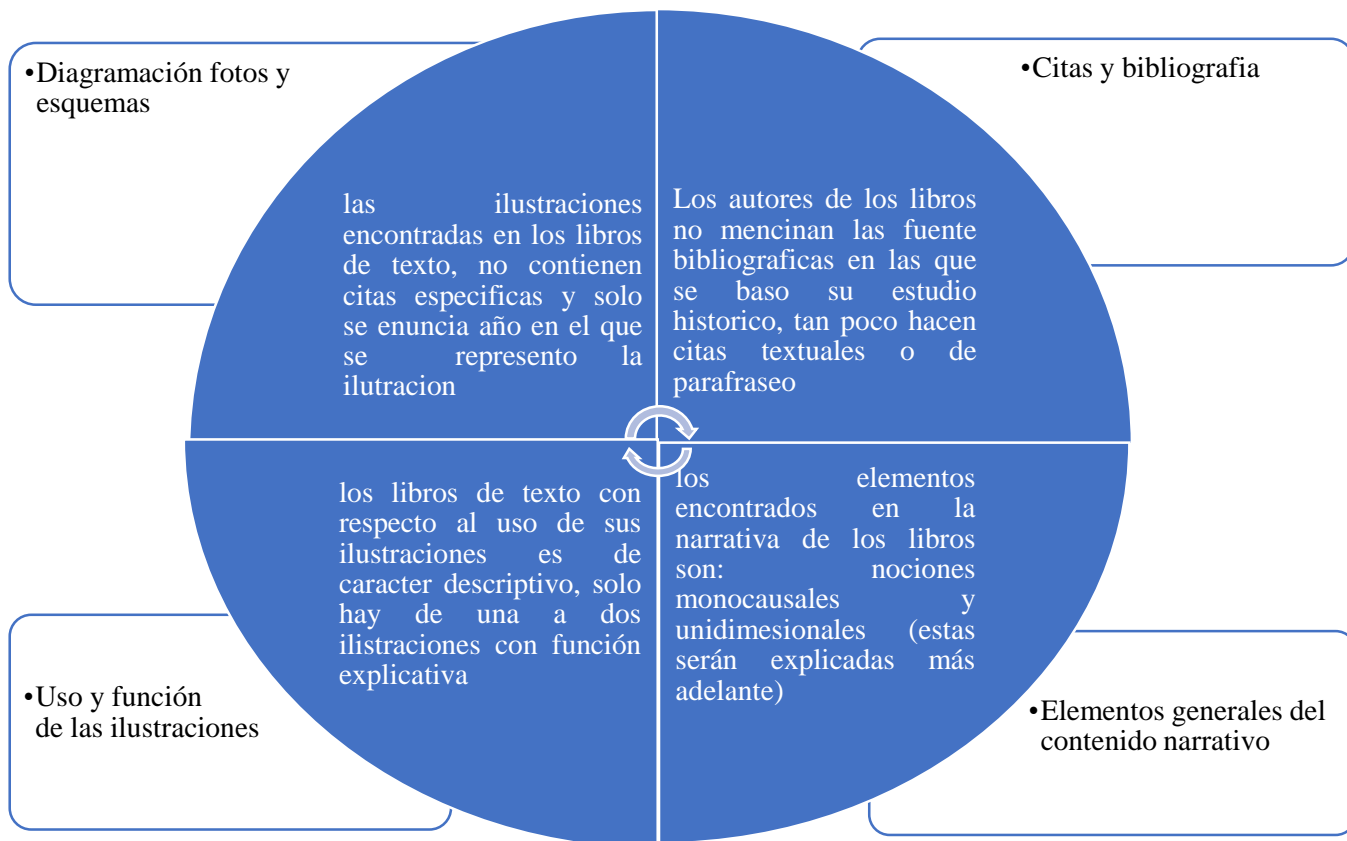 •Diagramación fotos y
esquemas
•Citas y bibliografia
las ilustraciones
encontradas en los libros
de texto, no contienen
citas especificas y solo
se enuncia año en el que
se represento la
ilutracion
Los autores de los libros
no mencinan las fuente
bibliograficas en las que
se baso su estudio
historico, tan poco hacen
citas textuales o de
parafraseo
los libros de texto con
respecto al uso de sus
ilustraciones es de
caracter descriptivo, solo
hay de una a dos
ilistraciones con función
explicativa
los elementos
encontrados en la
narrativa de los libros
son: nociones
monocausales y
unidimesionales (estas
serán explicadas más
adelante)
•Uso y función
de las ilustraciones
•Elementos generales del
contenido narrativo